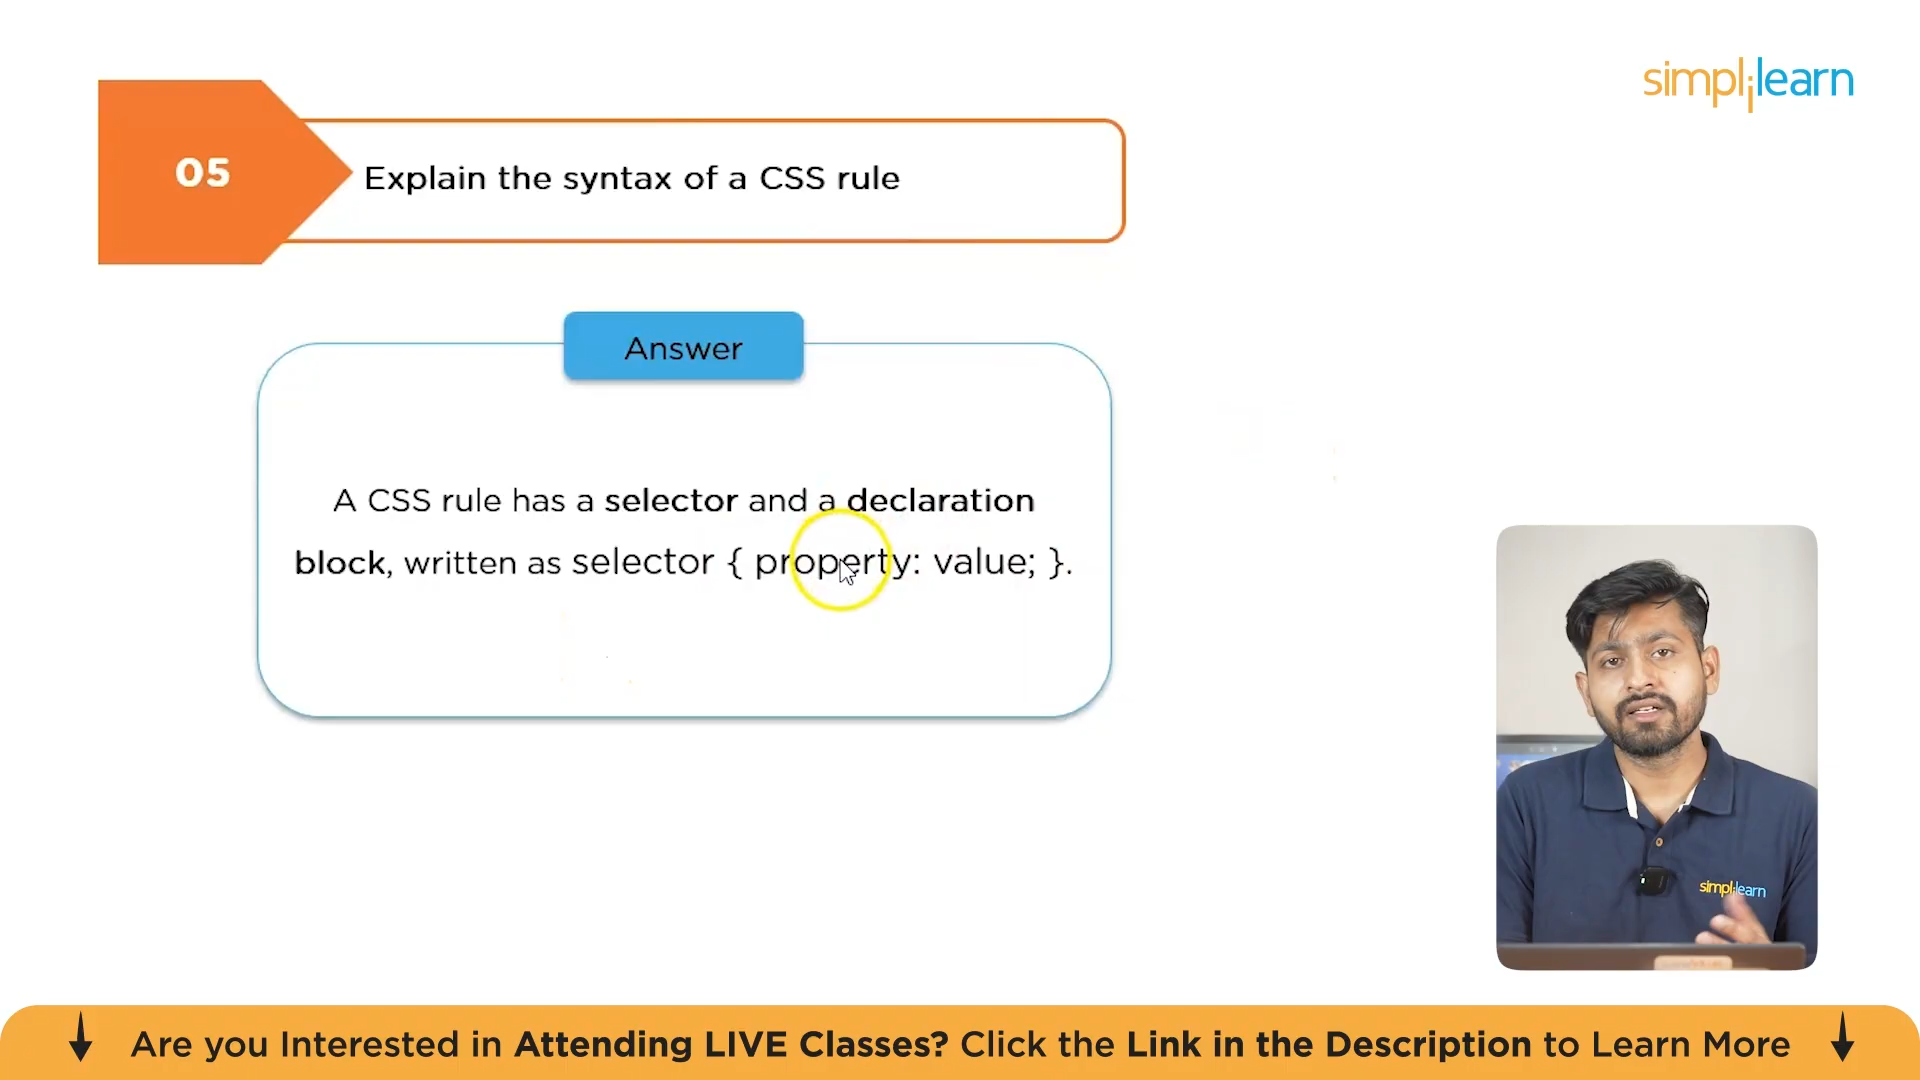 simplilearn
05
Explain the syntax of a CSS rule
Answer
A CSS rule has a selector and a declaration
block, written as selector { property: value; }.
simplilearn
Are you Interested in Attending LIVE Classes? Click the Link in the Description to Learn More